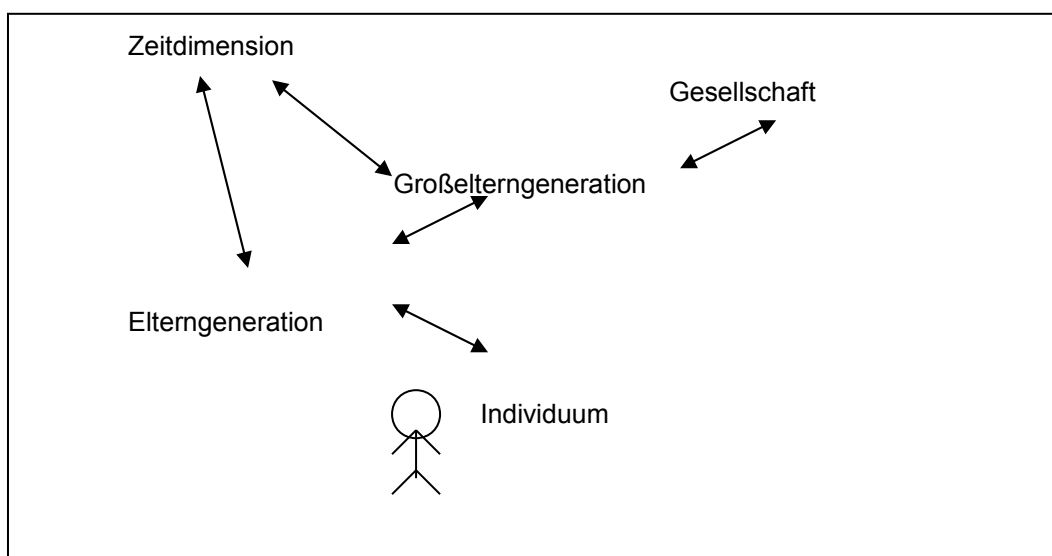 Zeitdimension
Gesellschaft
Großelterngeneration
Elterngeneration
Individuum